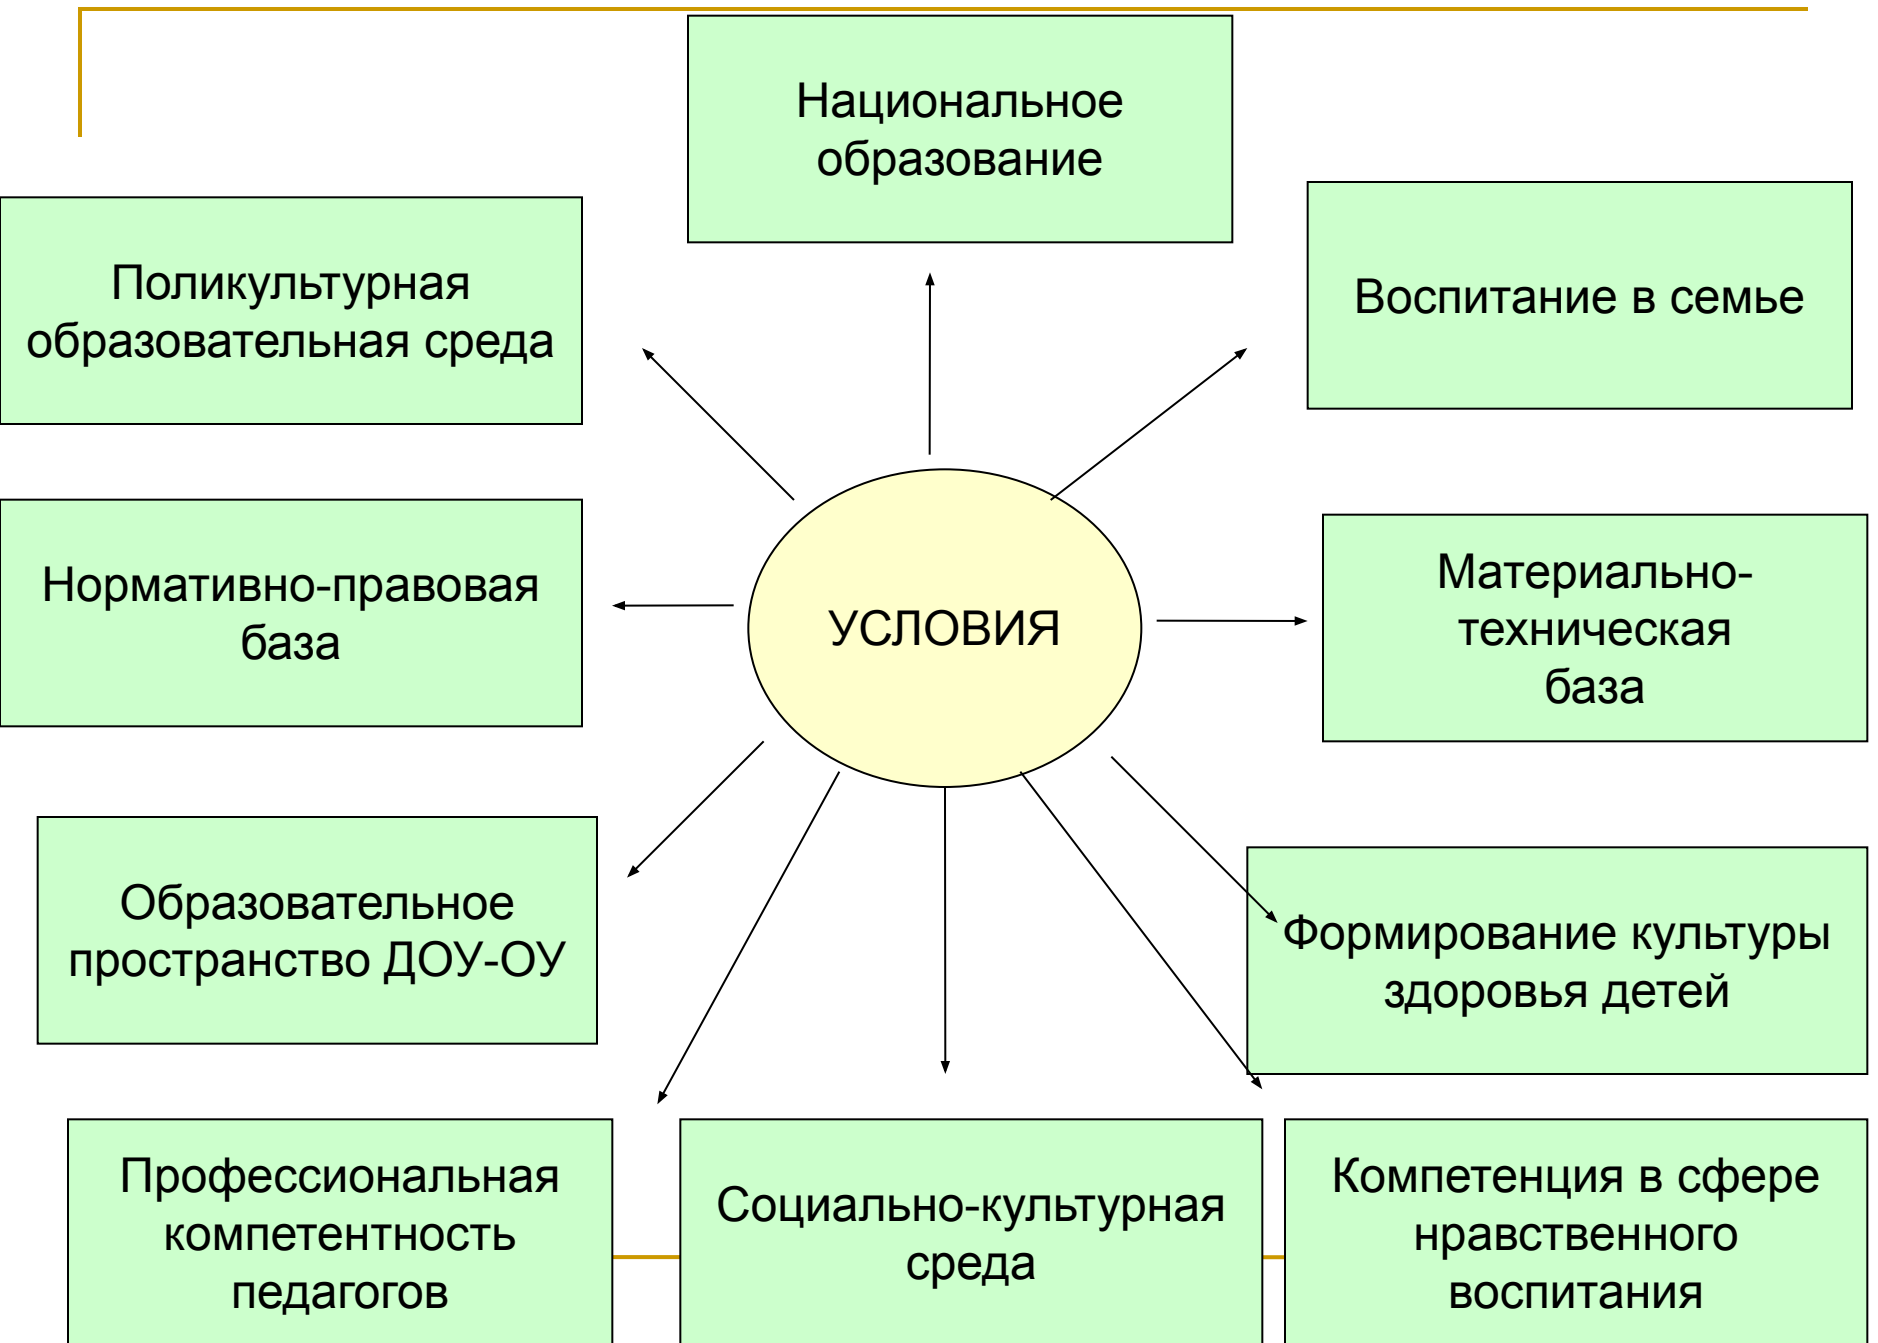 Национальное
образование
Поликультурная
образовательная среда
Воспитание в семье
Нормативно-правовая
база
УСЛОВИЯ
Материально-
техническая
база
Образовательное
пространство ДОУ-ОУ
Формирование культуры
здоровья детей
Профессиональная
компетентность
педагогов
Социально-культурная
среда
Компетенция в сфере
нравственного
воспитания